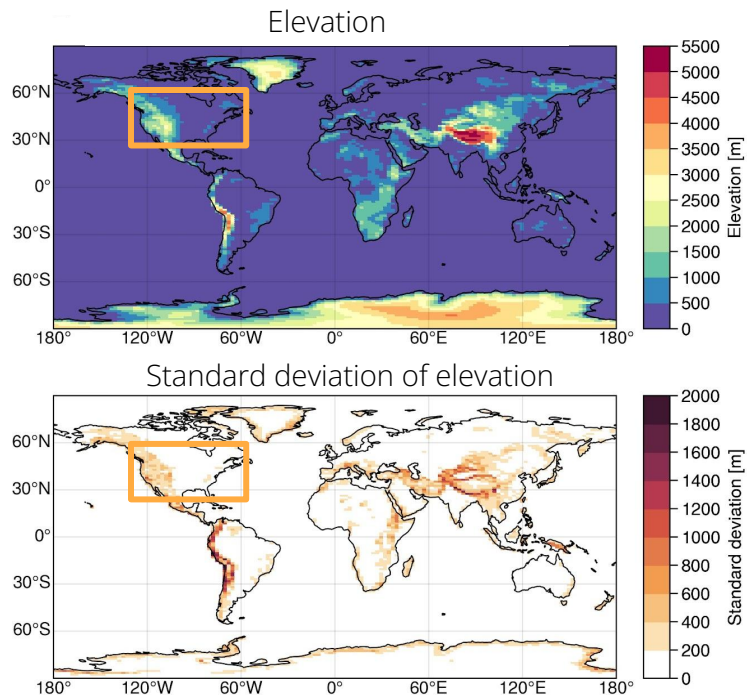 Elevation
60°N
30°N
0°
30°S
60°S
180°
120°W
60°W
0°
60°E
120°E
180°
5500
5000
4500
4000
3500
3000
2500
2000
1500
1000
500
0
Elevation [m]
Standard deviation of elevation
60°N
30°N
0°
30°S
60°S
180°
120°W
60°W
0°
60°E
120°E
180°
2000
1800
1600
1400
1200
1000
800
600
400
200
0
Standard deviation [m]